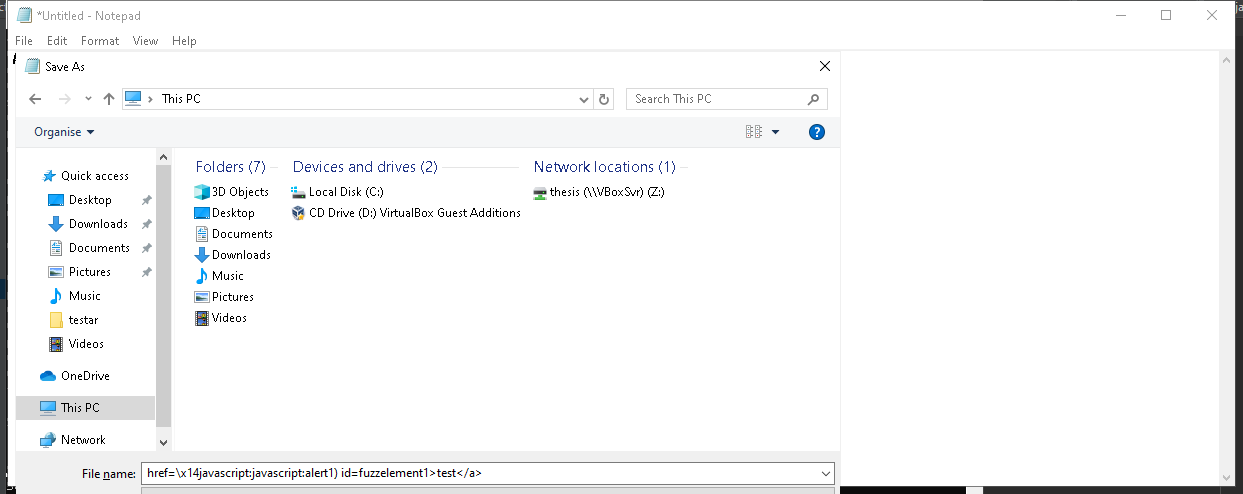 *Untitled - Notepad
File Edit Format View Help
Save As
This PC
Search This PC
Organise
Quick access
Desktop
Downloads
Documents
Pictures
Music
testar
Videos
OneDrive
This PC
Network
Folders (7)
3D Objects
Desktop
Documents
Downloads
Music
Pictures
Videos
Devices and drives (2)
Local Disk (C:)
CD Drive (D:) VirtualBox Guest Additions
Network locations (1)
thesis (\\VBoxSvr) (Z:)
File name: href=\x14javascript:javascript:alert1) id=fuzzelement1>test</a>